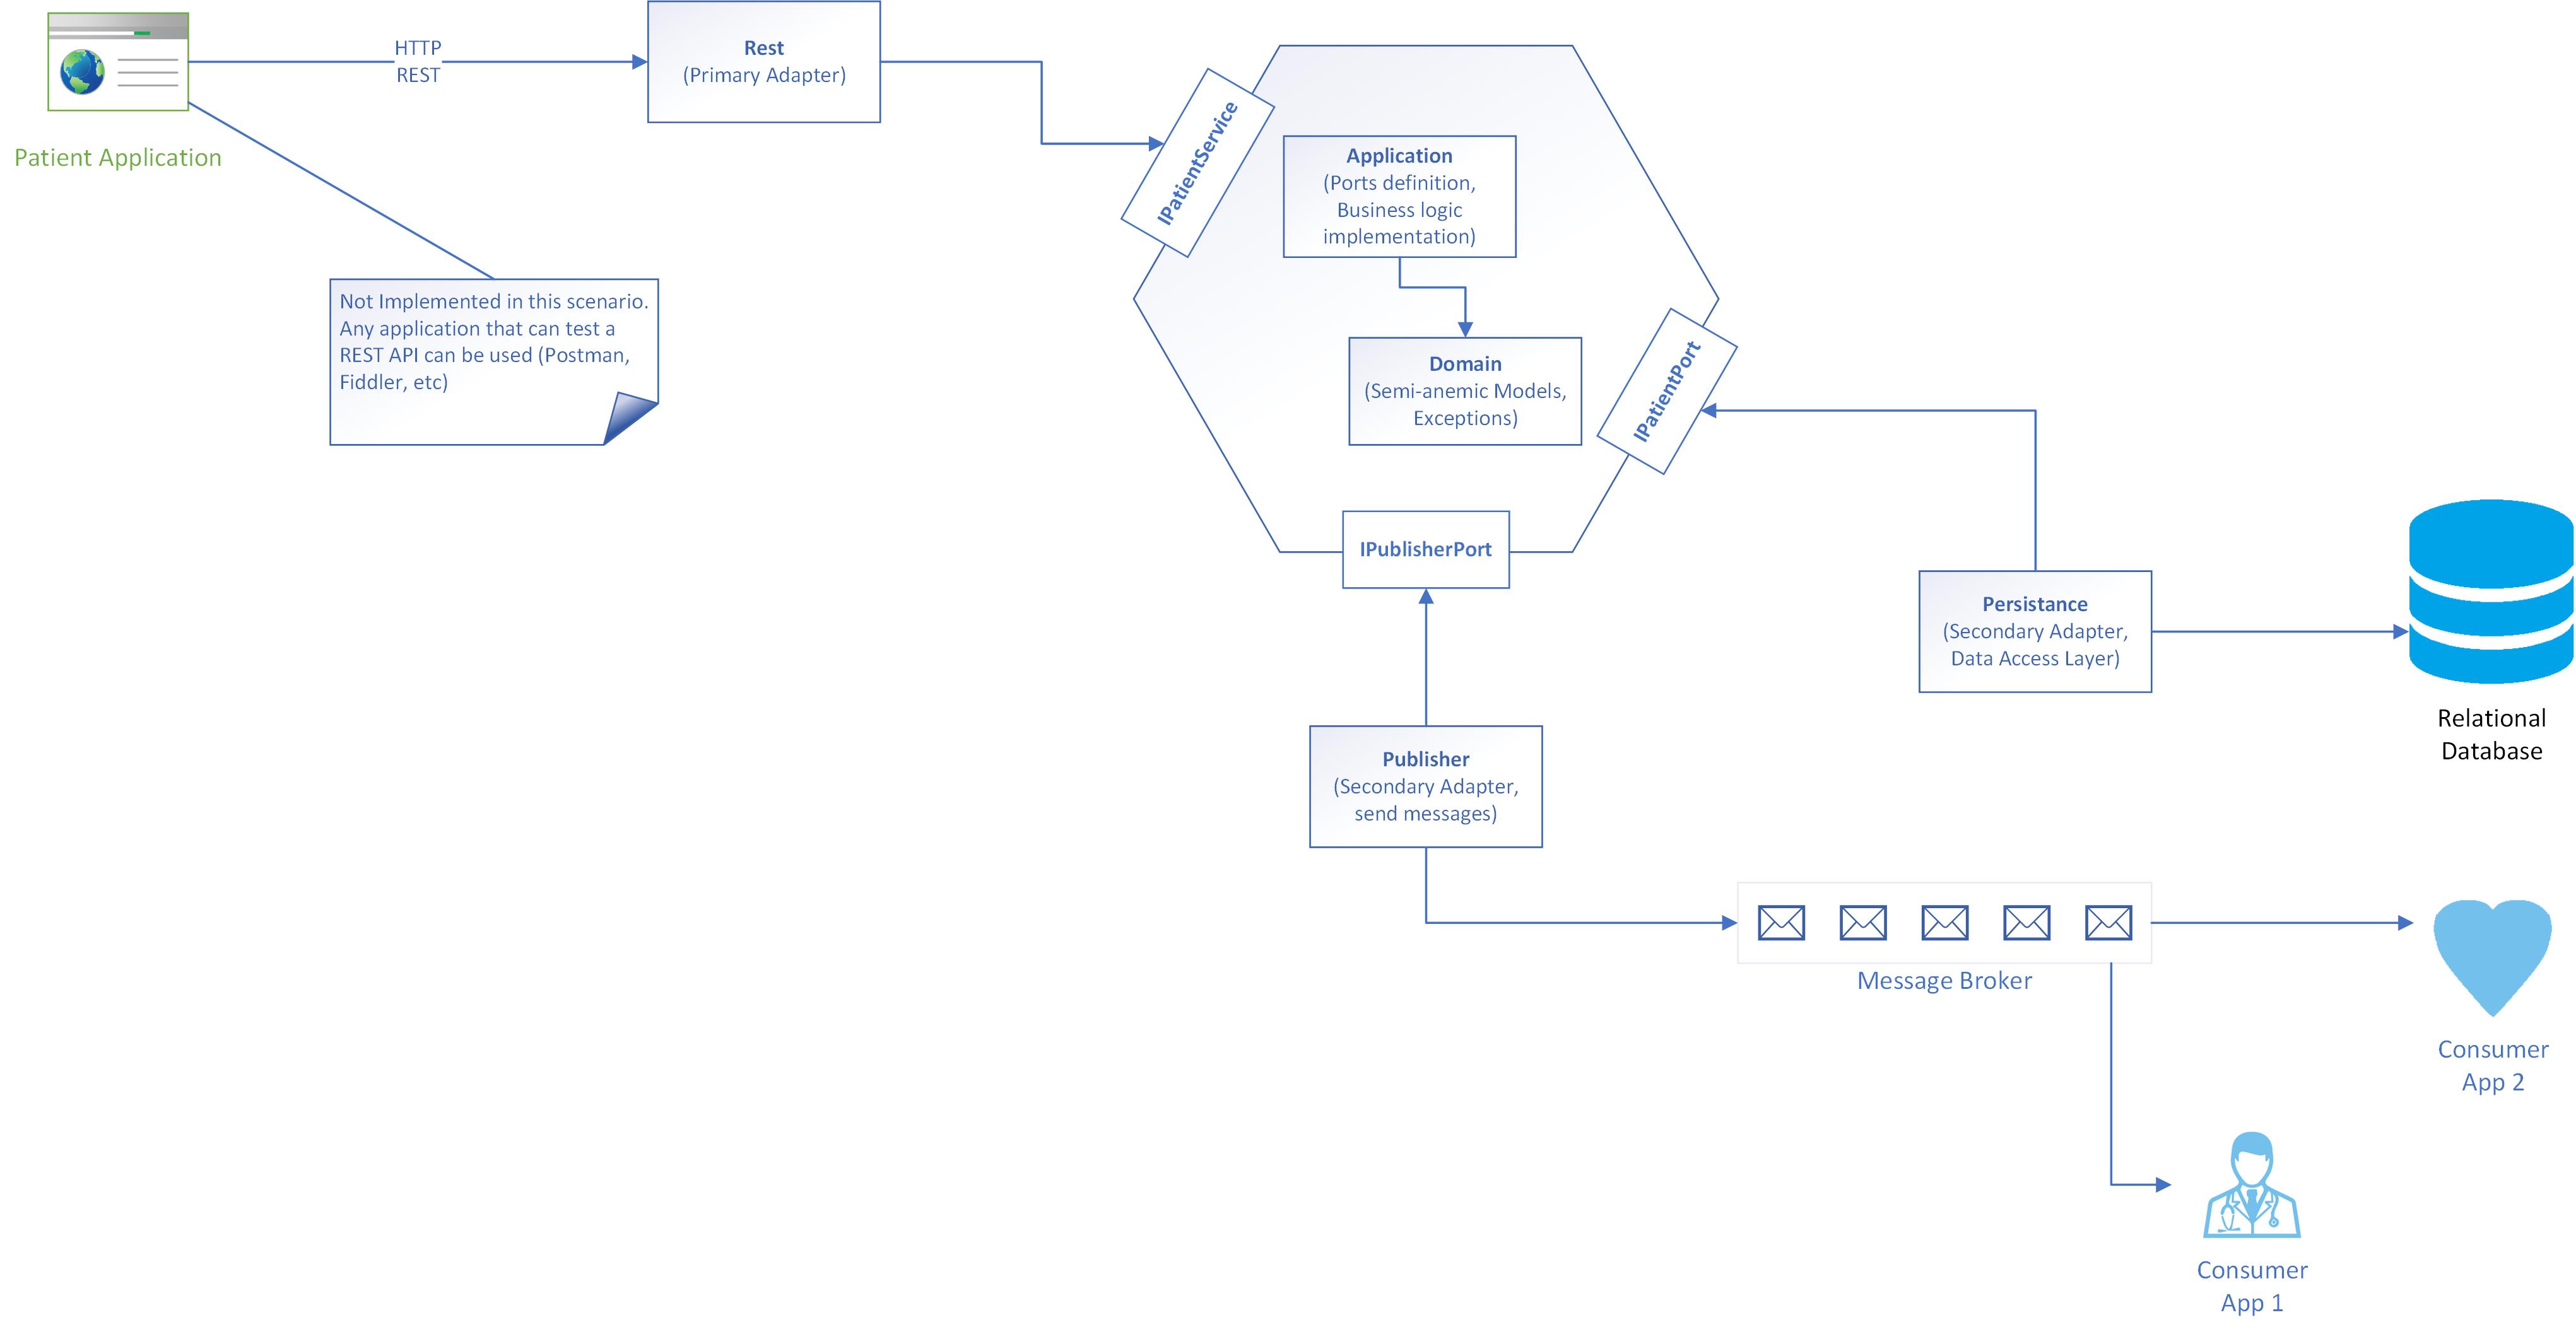 HTTP
REST
Rest
(Primary Adapter)
Patient Application
Not Implemented in this scenario.
Any application that can test a
REST API can be used (Postman,
Fiddler, etc)
IPatientService
Application
(Ports definition,
Business logic
implementation)
Domain
(Semi-anemic Models,
Exceptions)
IPatientPort
IPublisherPort
Persistance
(Secondary Adapter,
Data Access Layer)
Relational
Database
Publisher
(Secondary Adapter,
send messages)
Message Broker
Consumer
App 2
Consumer
App 1